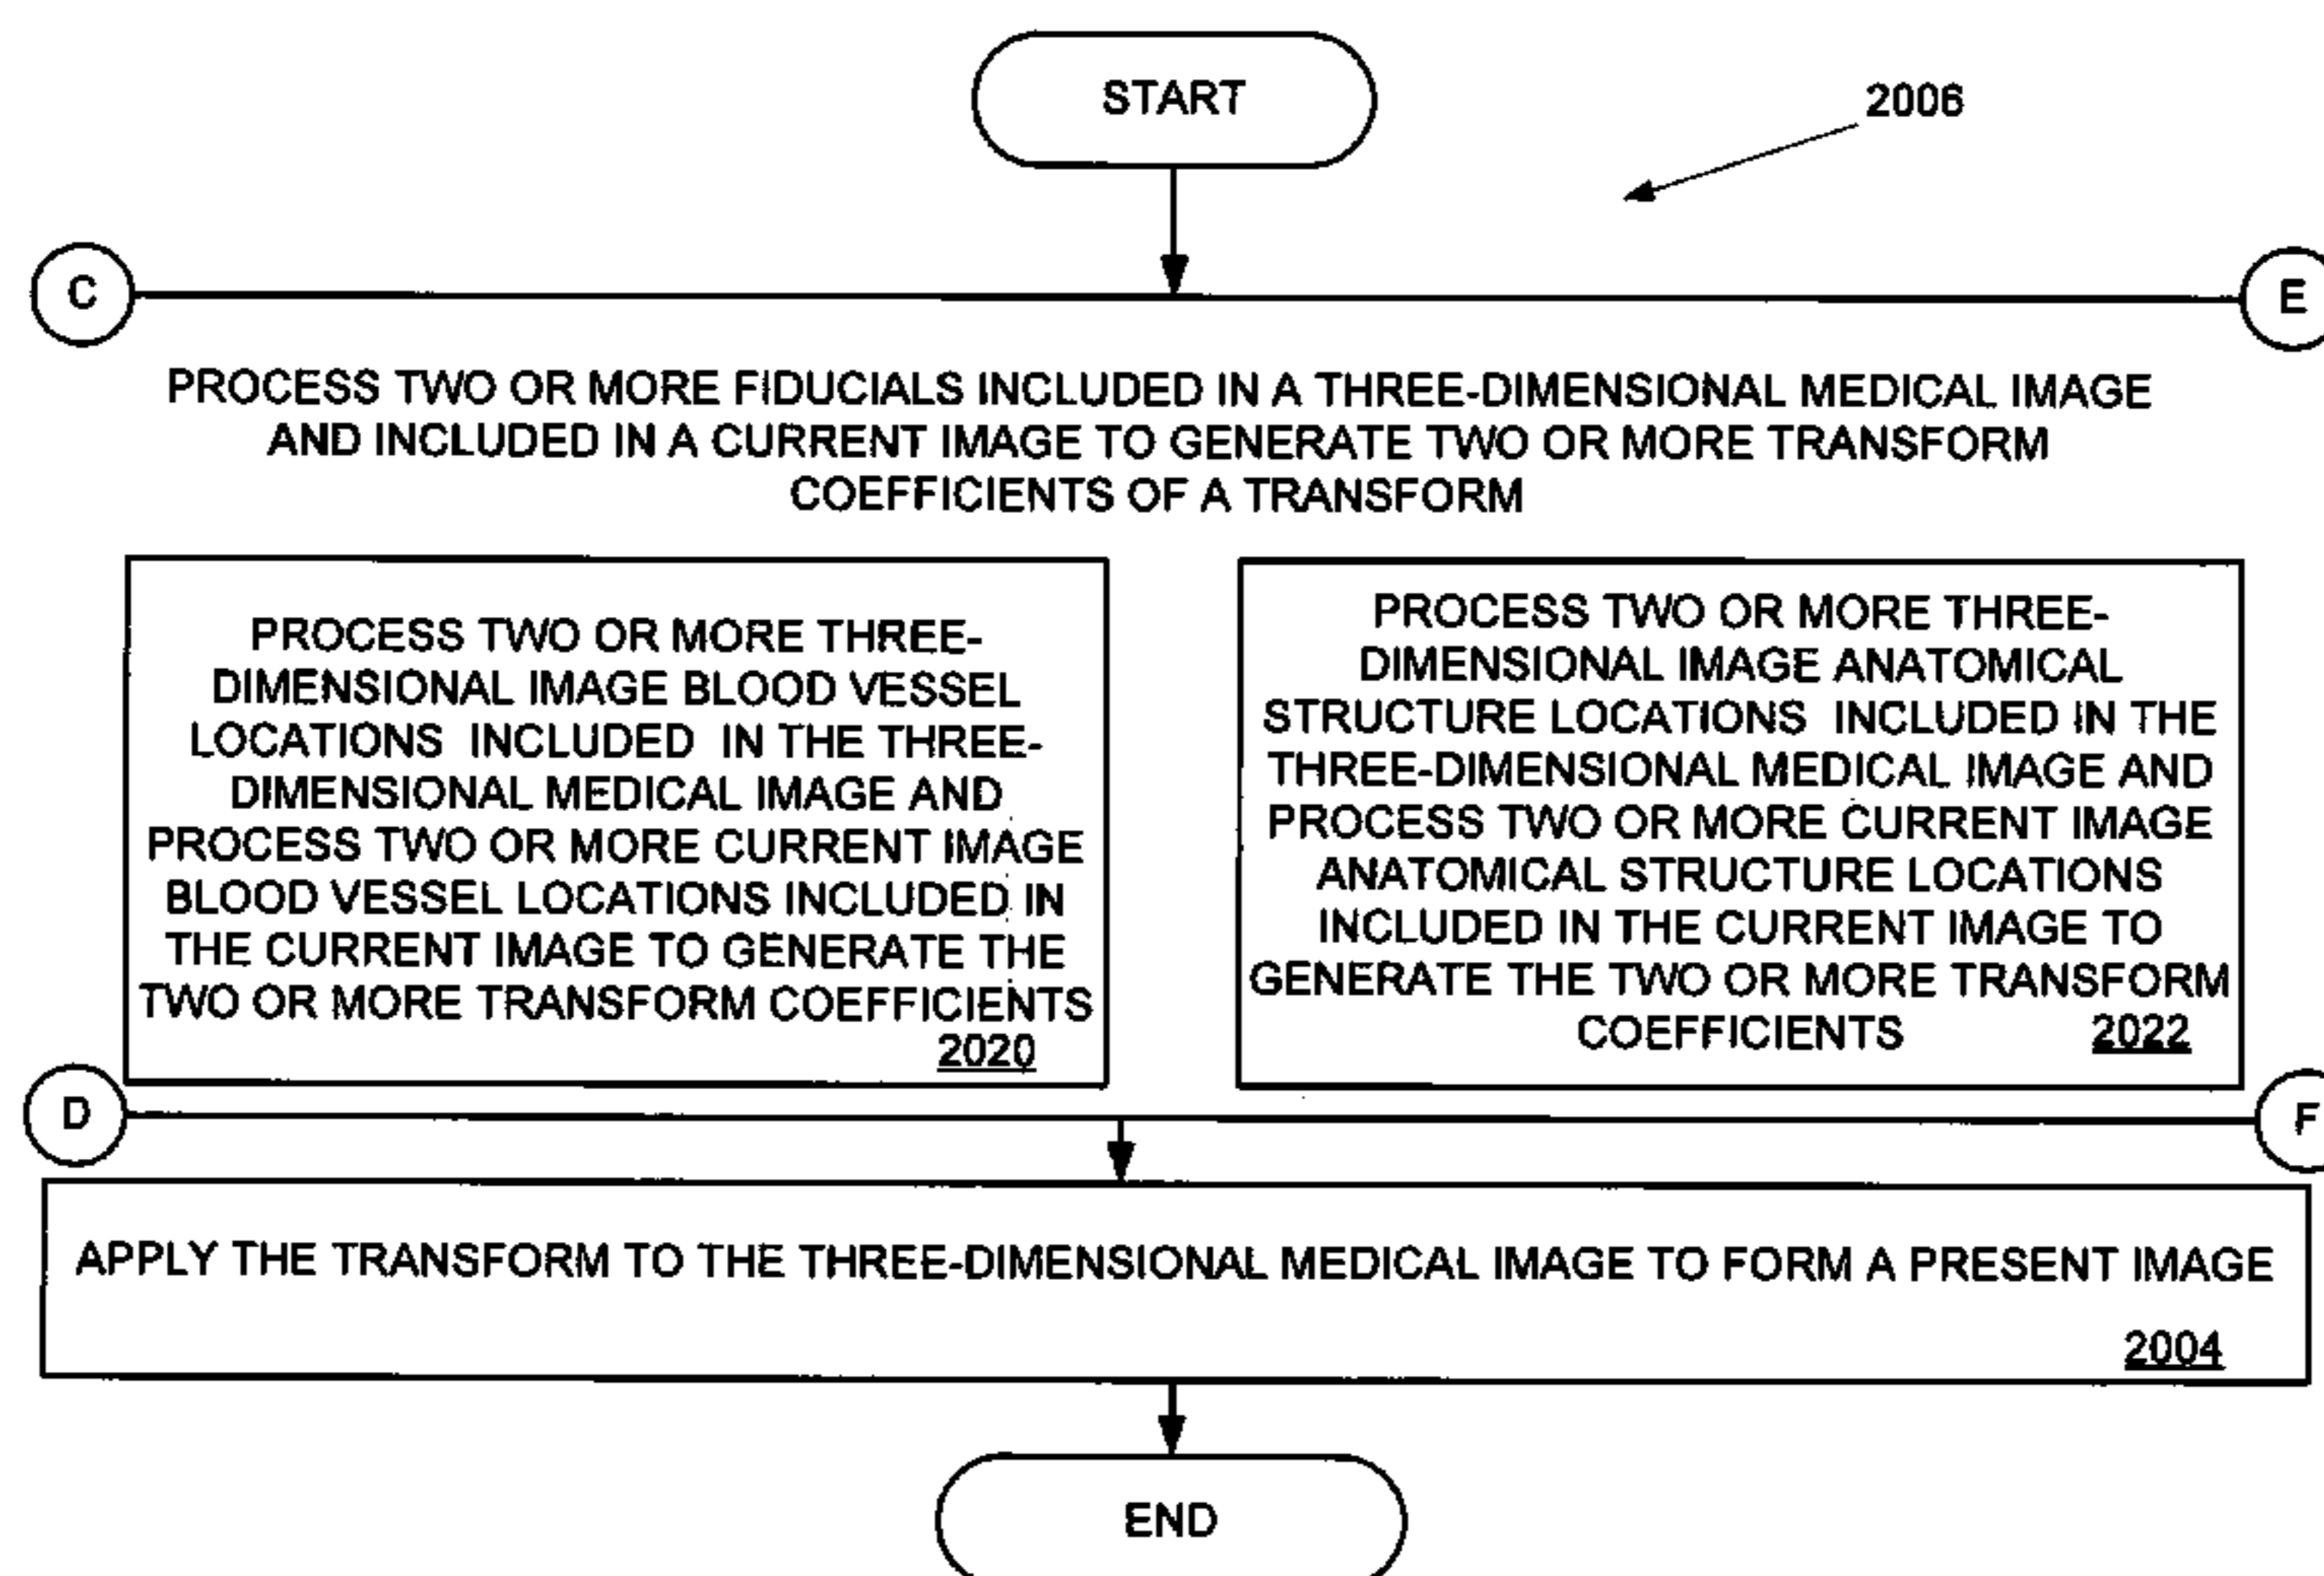 START
2006
C
E
PROCESS TWO OR MORE FIDUCIALS INCLUDED IN A THREE-DIMENSIONAL MEDICAL IMAGE
AND INCLUDED IN A CURRENT IMAGE TO GENERATE TWO OR MORE TRANSFORM
COEFFICIENTS OF A TRANSFORM
PROCESS TWO OR MORE THREE-
DIMENSIONAL IMAGE BLOOD VESSEL
LOCATIONS INCLUDED IN THE THREE-
DIMENSIONAL MEDICAL IMAGE AND
PROCESS TWO OR MORE CURRENT IMAGE
BLOOD VESSEL LOCATIONS INCLUDED IN
THE CURRENT IMAGE TO GENERATE THE
TWO OR MORE TRANSFORM COEFFICIENTS
2020
PROCESS TWO OR MORE THREE-
DIMENSIONAL IMAGE ANATOMICAL
STRUCTURE LOCATIONS INCLUDED IN THE
THREE-DIMENSIONAL MEDICAL IMAGE AND
PROCESS TWO OR MORE CURRENT IMAGE
ANATOMICAL STRUCTURE LOCATIONS
INCLUDED IN THE CURRENT IMAGE TO
GENERATE THE TWO OR MORE TRANSFORM
COEFFICIENTS 2022
D
F
APPLY THE TRANSFORM TO THE THREE-DIMENSIONAL MEDICAL IMAGE TO FORM A PRESENT IMAGE
2004
END